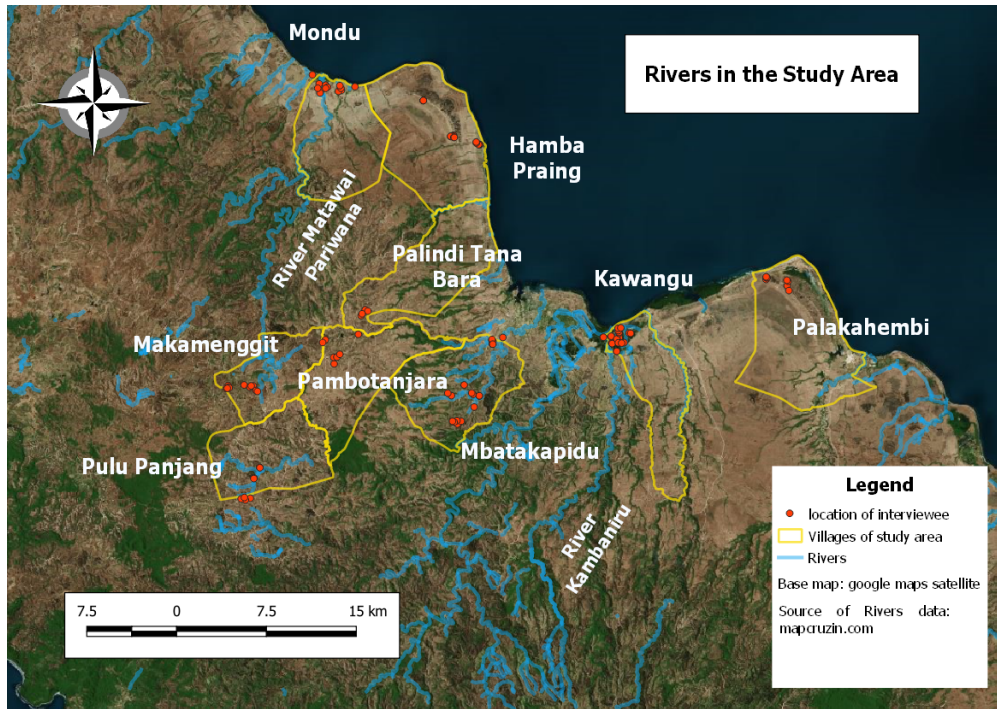 Mondu
Rivers in the Study Area
Hamba
Praing
River Matawai
Pariwana
Palindi Tana
Bara
Kawangu
Palakahembi
Makamenggit
Pambotanjara
Mbatakapidu
Pulu Panjang
River
Kambaniru
Legend
location of interviewee
Villages of study area
Rivers
Base map: google maps satellite
Source of Rivers data:
mapcruzin.com
7.5 0 7.5 15 km